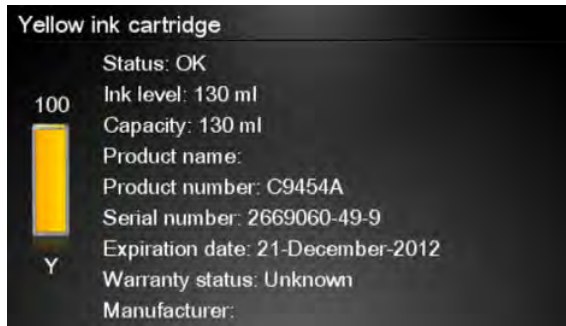 Yellow ink cartridge
Status: OK
100
Ink level: 130 ml
Capacity: 130 ml
Product name:
Product number: C9454A
Serial number: 2669060-49-9
Expiration date: 21-December-2012
Y
Warranty status: Unknown
Manufacturer: